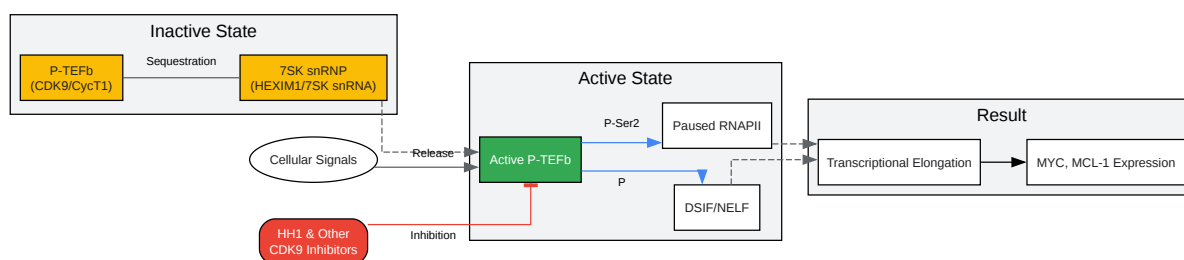 Inactive State
P-TEFb
(CDK9/CycT1)
Sequestration
7SK snRNP
(HEXIM1/7SK snRNA)
Cellular Signals
Release
HH1 & Other
CDK9 Inhibitors
Inhibition
Active State
Active P-TEFb
P-Ser2
Paused RNAPII
P
DSIF/NELF
Result
Transcriptional Elongation
MYC, MCL-1 Expression